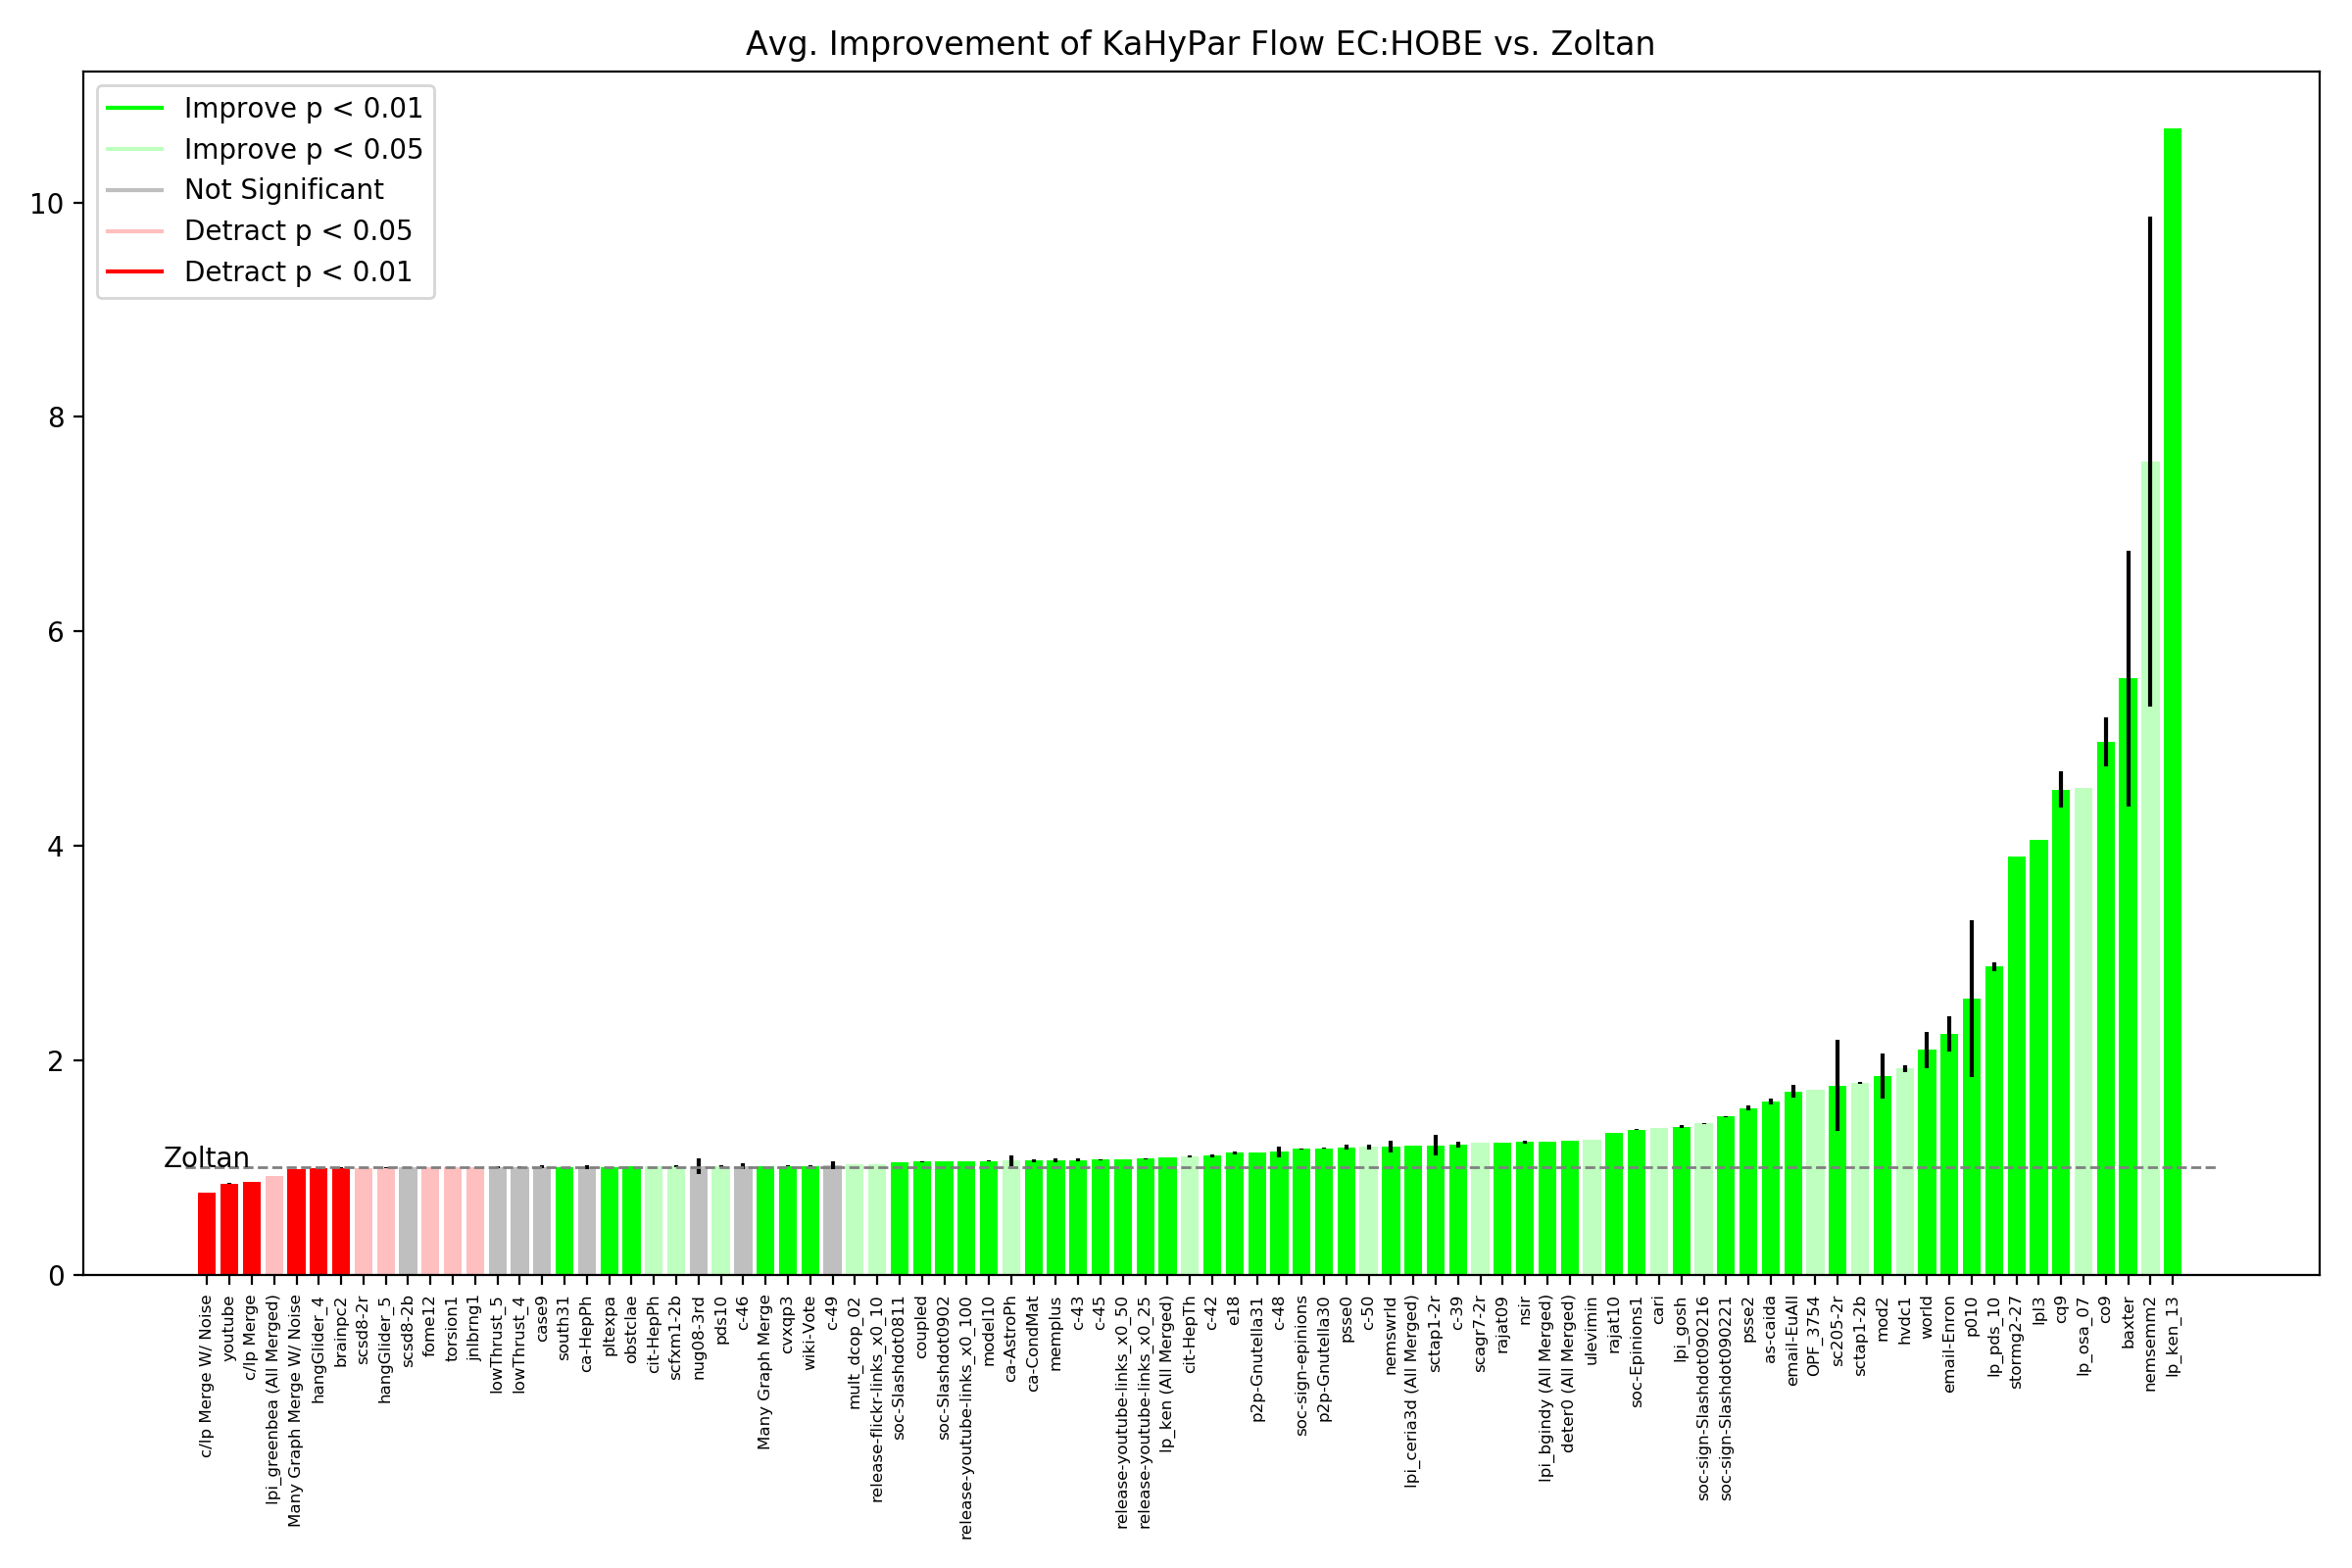 Avg. Improvement of KaHyPar Flow EC:HOBE vs. Zoltan
Improve p < 0.01
Improve p < 0.05
Not Significant
Detract p < 0.05
Detract p < 0.01
10
8
6
4
2
0
Zoltan
c/lp Merge W/ Noise
youtube
c/lp Merge
lpi_greenbea (All Merged)
Many Graph Merge W/ Noise
hangGlider_4
brainpc2
scsd8-2r
hangGlider_5
scsd8-2b
fome12
torsion1
jnlbrng1
lowThrust_5
lowThrust_4
case9
south31
ca-HepPh
pltexpa
obstclae
cit-HepPh
scfxm1-2b
nug08-3rd
pds10
c-46
Many Graph Merge
cvxqp3
wiki-Vote
c-49
mult_dcop_02
release-flickr-links_x0_10
soc-Slashdot0811
coupled
soc-Slashdot0902
release-youtube-links_x0_100
model10
ca-AstroPh
ca-CondMat
memplus
c-43
c-45
release-youtube-links_x0_50
release-youtube-links_x0_25
lp_ken (All Merged)
cit-HepTh
c-42
e18
p2p-Gnutella31
c-48
soc-sign-epinions
p2p-Gnutella30
psse0
c-50
nemswrld
lpi_ceria3d (All Merged)
sctap1-2r
c-39
scagr7-2r
rajat09
nsir
lpi_bgindy (All Merged)
deter0 (All Merged)
ulevimin
rajat10
soc-Epinions1
cari
lpi_gosh
soc-sign-Slashdot090216
soc-sign-Slashdot090221
psse2
as-caida
email-EuAll
OPF_3754
sc205-2r
sctap1-2b
mod2
hvdc1
world
email-Enron
p010
lp_pds_10
stormg2-27
lpl3
cq9
lp_osa_07
co9
baxter
nemsemm2
lp_ken_13